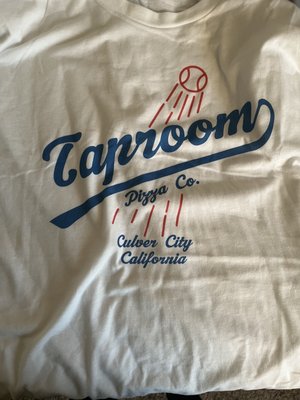 Taproom
Pizza Co.
Culver City
California